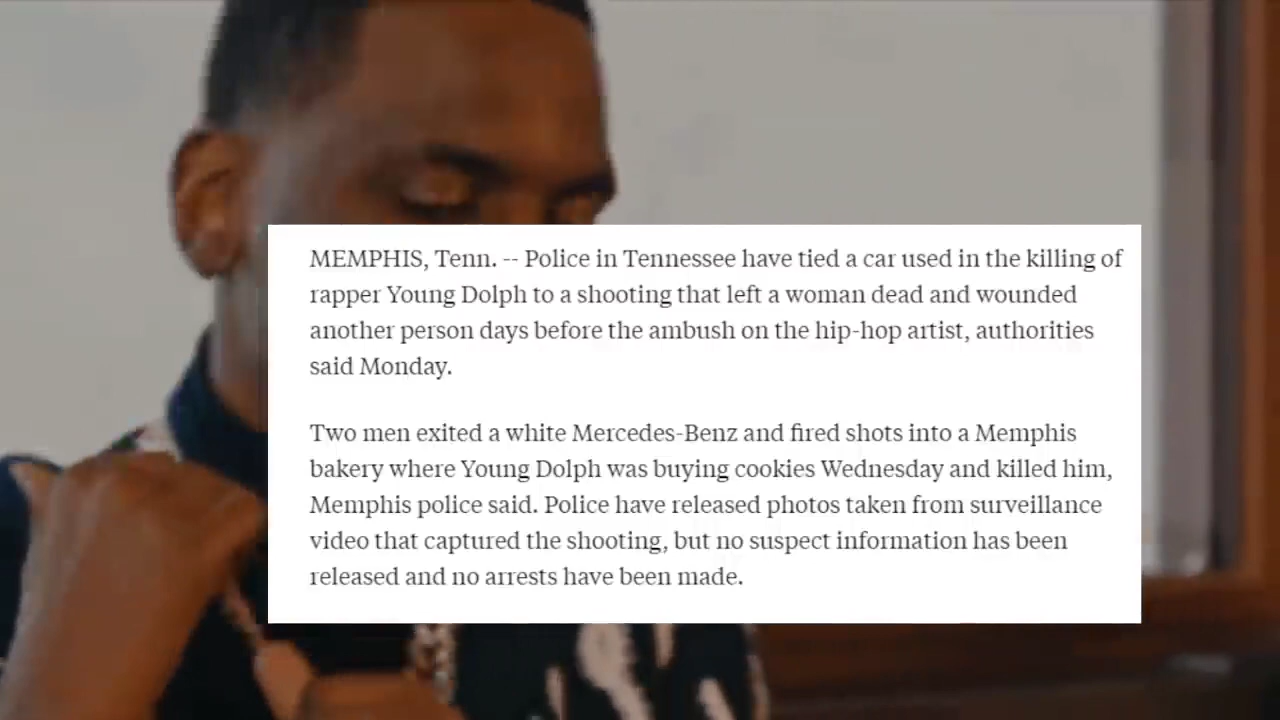 MEMPHIS, Tenn. -- Police in Tennessee have tied a car used in the killing of
rapper Young Dolph to a shooting that left a woman dead and wounded
another person days before the ambush on the hip-hop artist, authorities
said Monday.
Two men exited a white Mercedes-Benz and fired shots into a Memphis
bakery where Young Dolph was buying cookies Wednesday and killed him,
Memphis police said. Police have released photos taken from surveillance
video that captured the shooting, but no suspect information has been
released and no arrests have been made.